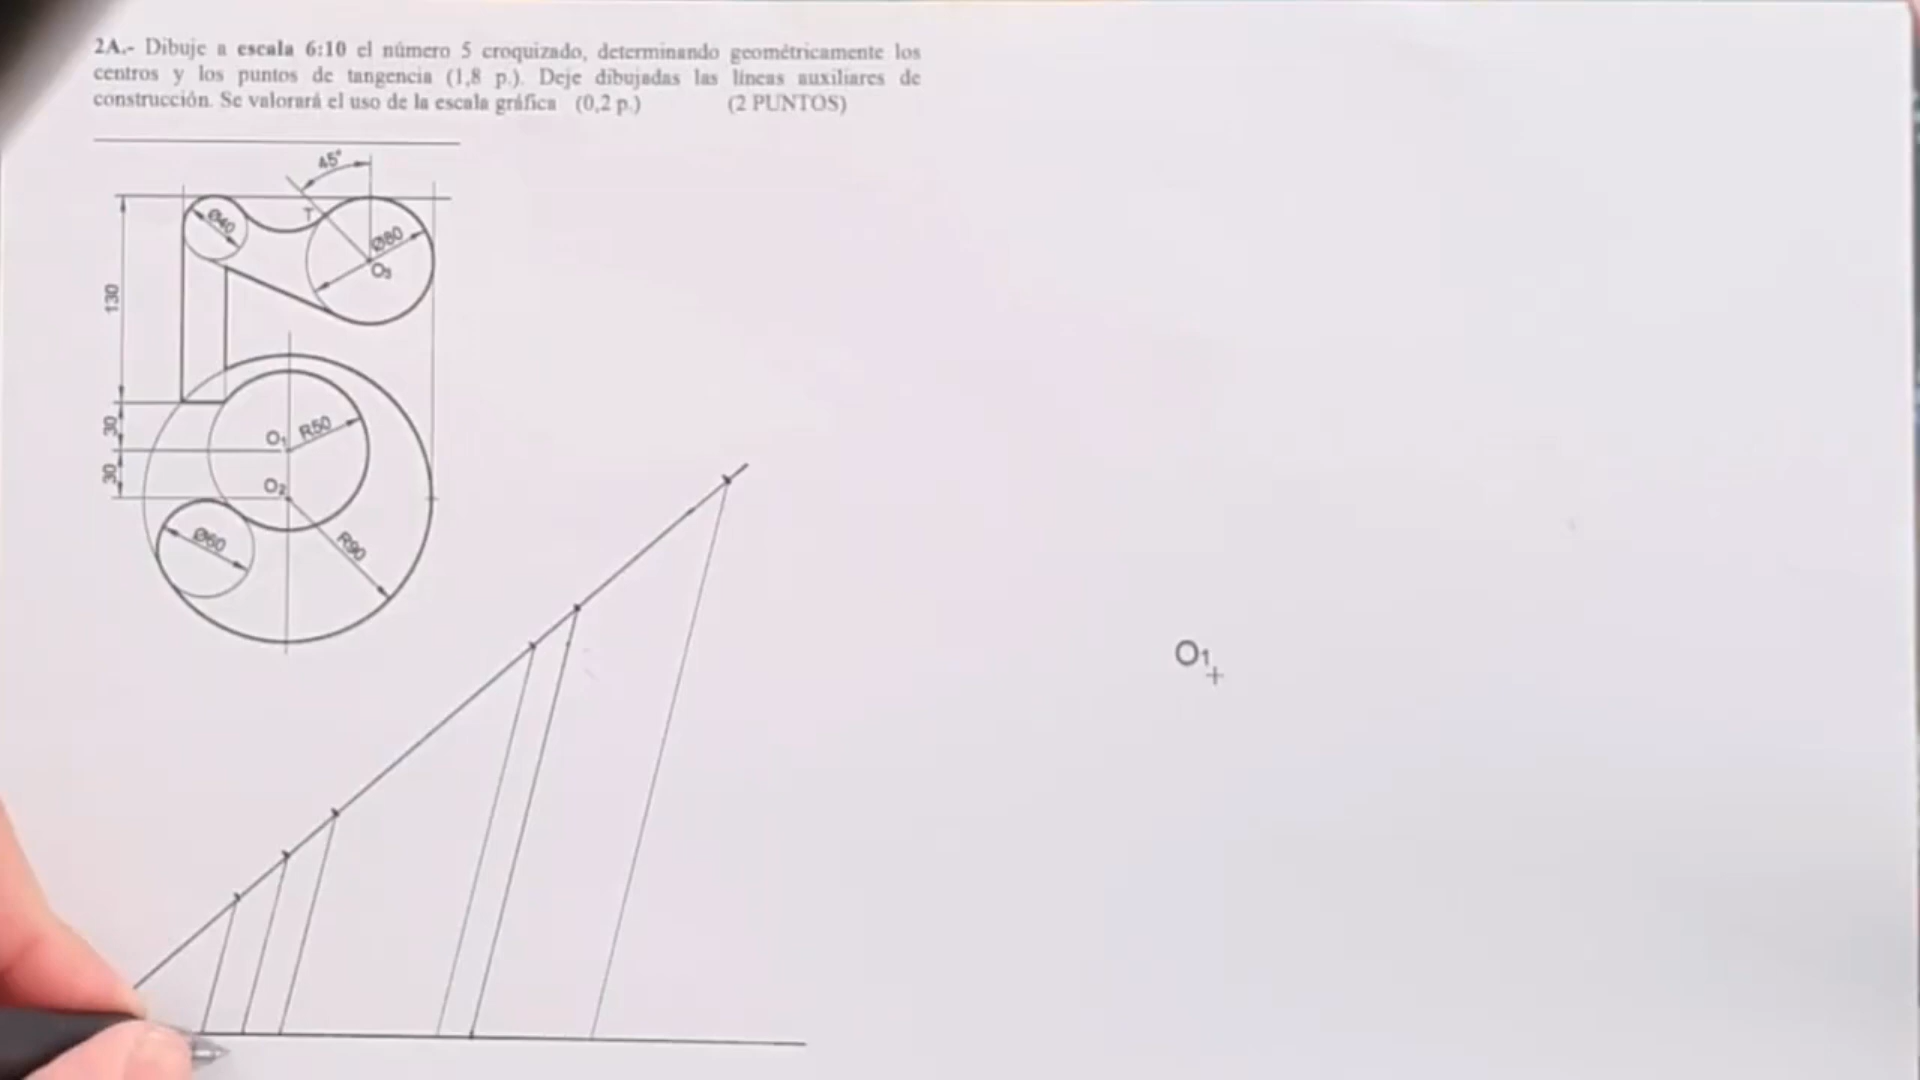 2A.- Dibuje a escala 6:10 el número 5 croquizado, determinando geométricamente los
centros y los puntos de tangencia (1,8 p.). Deje dibujadas las líneas auxiliares de
construcción. Se valorará el uso de la escala gráfica (0,2 p.) (2 PUNTOS)
45°
T
Ø40
Ø80
O3
130
30
O1
R50
30
O2
Ø60
R90
O1